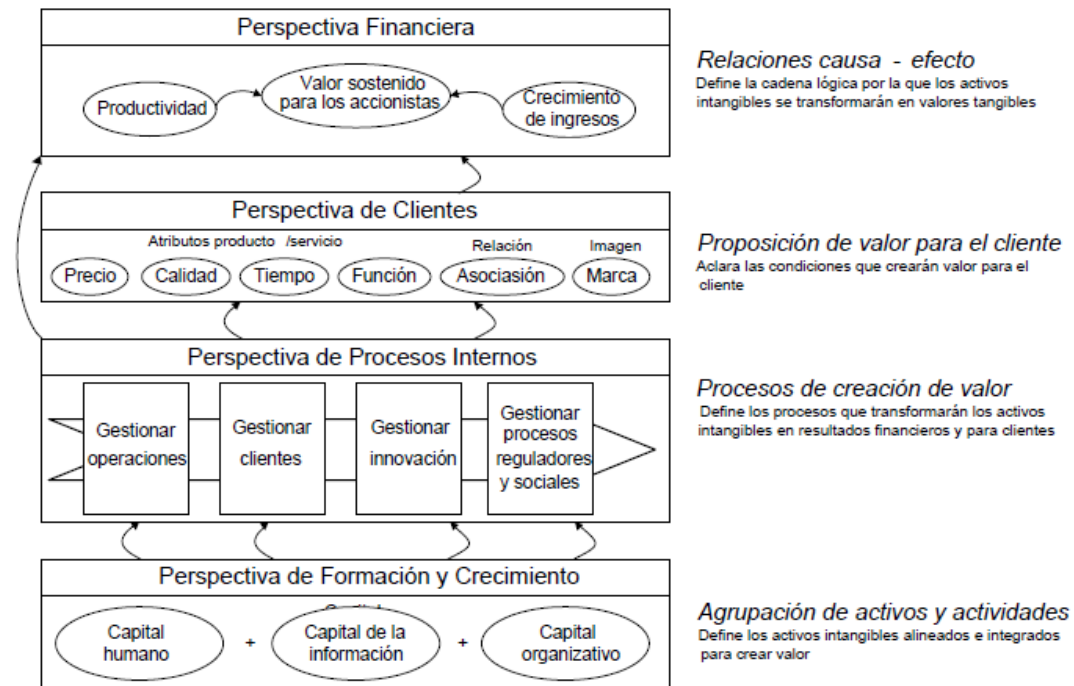 Perspectiva Financiera
Productividad
Valor sostenido
para los accionistas
Crecimiento
de ingresos
Relaciones causa - efecto
Define la cadena lógica por la que los activos
intangibles se transformarán en valores tangibles
Perspectiva de Clientes
Atributos producto /servicio
Relación
Imagen
Precio
Calidad
Tiempo
Función
Asociasión
Marca
Proposición de valor para el cliente
Aclara las condiciones que crearán valor para el
cliente
Perspectiva de Procesos Internos
Gestionar
operaciones
Gestionar
clientes
Gestionar
innovación
Gestionar
procesos
reguladores
y sociales
Procesos de creación de valor
Define los procesos que transformarán los activos
intangibles en resultados financieros y para clientes
Perspectiva de Formación y Crecimiento
Capital
humano
+
Capital de la
información
+
Capital
organizativo
Agrupación de activos y actividades
Define los activos intangibles alineados e integrados
para crear valor